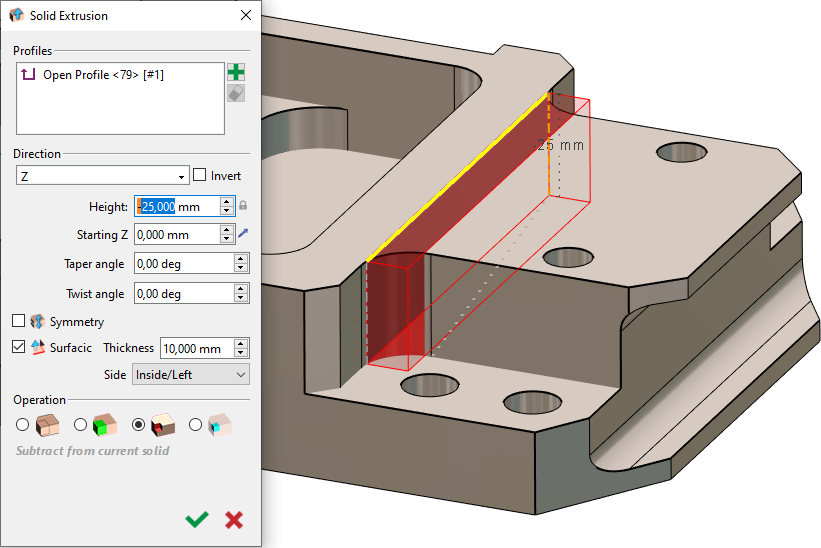 Solid Extrusion
Profiles
Open Profile <79> [#1]
Direction
Z
Invert
Height: -25,000 mm
Starting Z 0,000 mm
Taper angle 0,00 deg
Twist angle 0,00 deg
Symmetry
Surfacic Thickness 10,000 mm
Side Inside/Left
Operation
Subtract from current solid
-25 mm